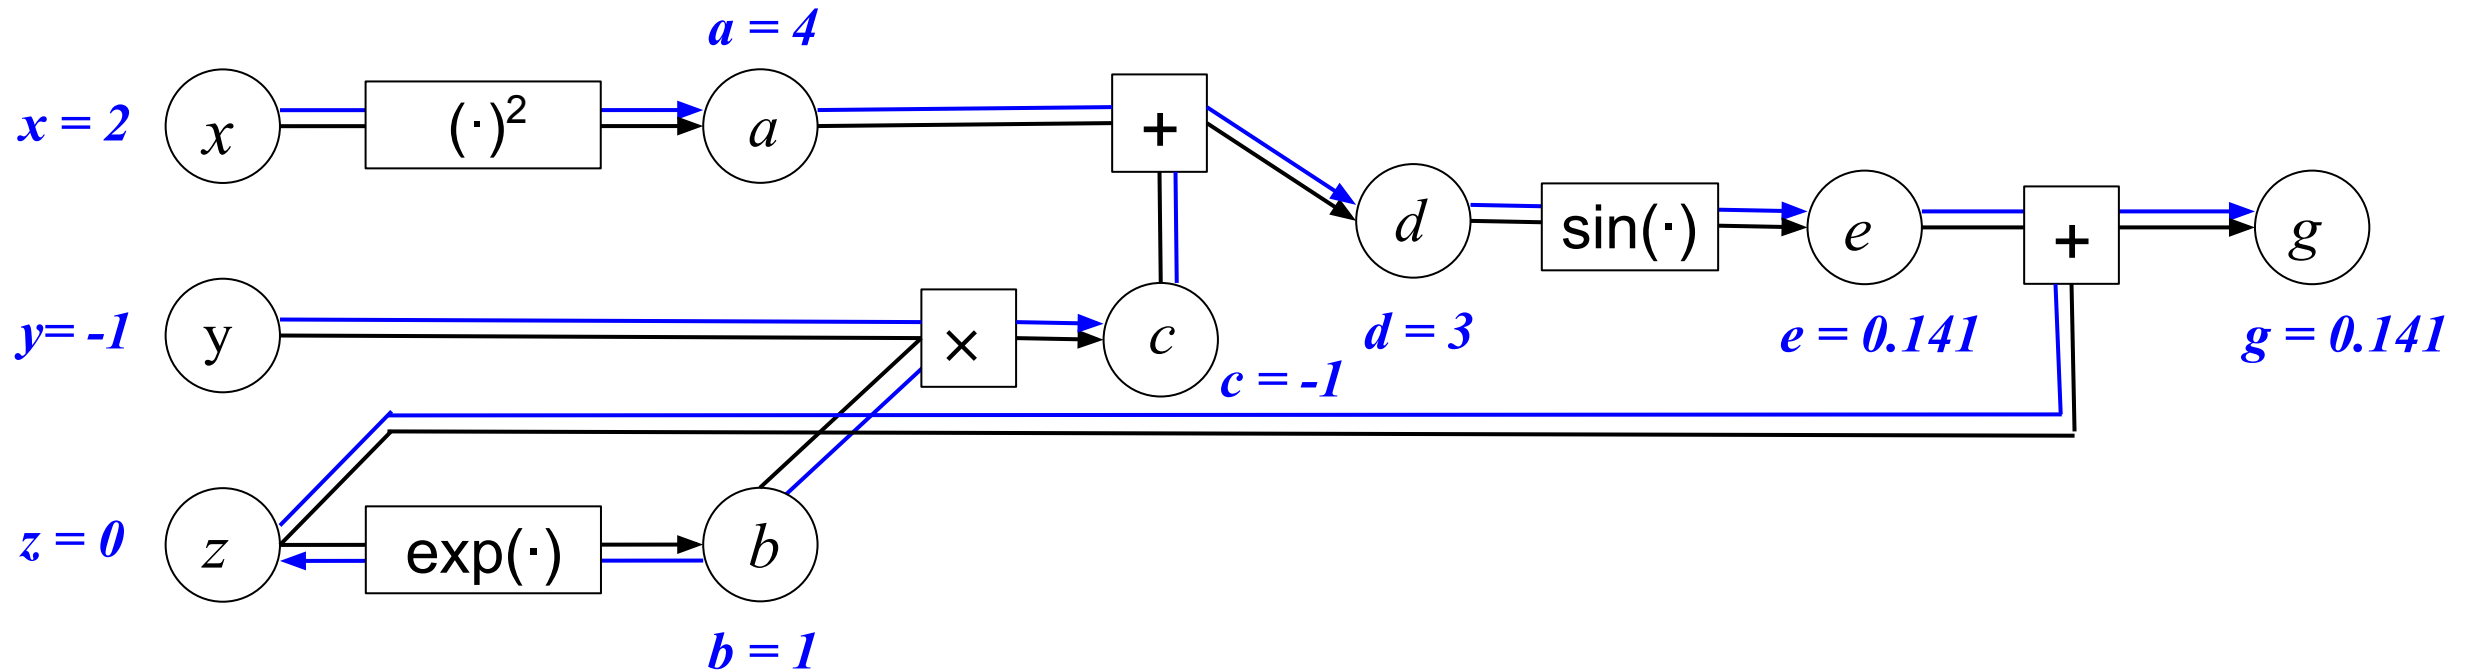 a = 4
x = 2
x
(·)²
a
+
d
sin(·)
e
+
g
y= -1
y
×
c
c = -1
d = 3
e = 0.141
g = 0.141
z = 0
z
exp(·)
b
b = 1